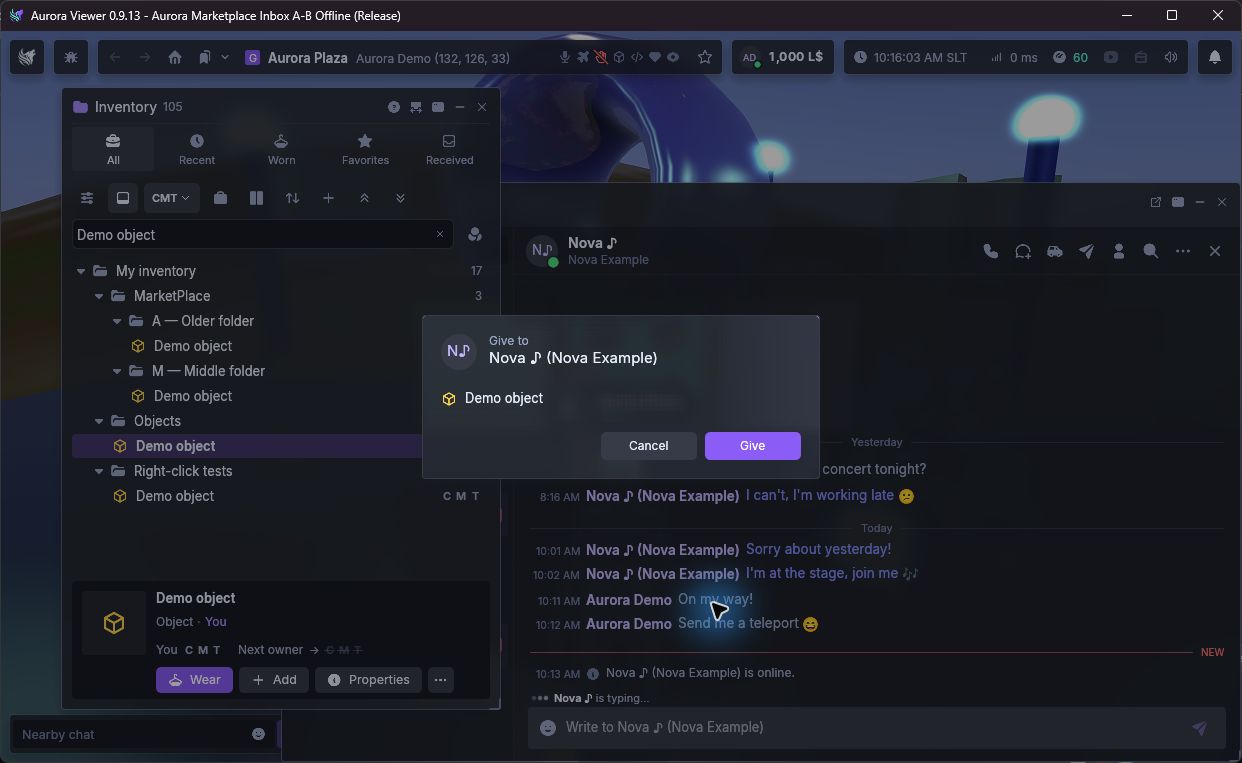 Aurora Viewer 0.9.13 - Aurora Marketplace Inbox A-B Offline (Release)
G Aurora Plaza Aurora Demo (132, 126, 33)
AD 1,000 L$
10:16:03 AM SLT 0 ms 60
Inventory 105
All Recent Worn Favorites Received
CMT
Demo object
My inventory 17
MarketPlace 3
A — Older folder
Demo object
M — Middle folder
Demo object
Objects
Demo object
Right-click tests
Demo object C M T
Demo object
Object · You
You C M T Next owner → C M T
Wear Add Properties
Nearby chat
N♪ Nova ♪
Nova Example
N♪ Give to
Nova ♪ (Nova Example)
Demo object
Cancel Give
Yesterday
concert tonight?
8:16 AM Nova ♪ (Nova Example) I can't, I'm working late 😕
Today
10:01 AM Nova ♪ (Nova Example) Sorry about yesterday!
10:02 AM Nova ♪ (Nova Example) I'm at the stage, join me 🎶
10:11 AM Aurora Demo On my way!
10:12 AM Aurora Demo Send me a teleport 😄
NEW
10:13 AM Nova ♪ (Nova Example) is online.
Nova ♪ is typing...
Write to Nova ♪ (Nova Example)